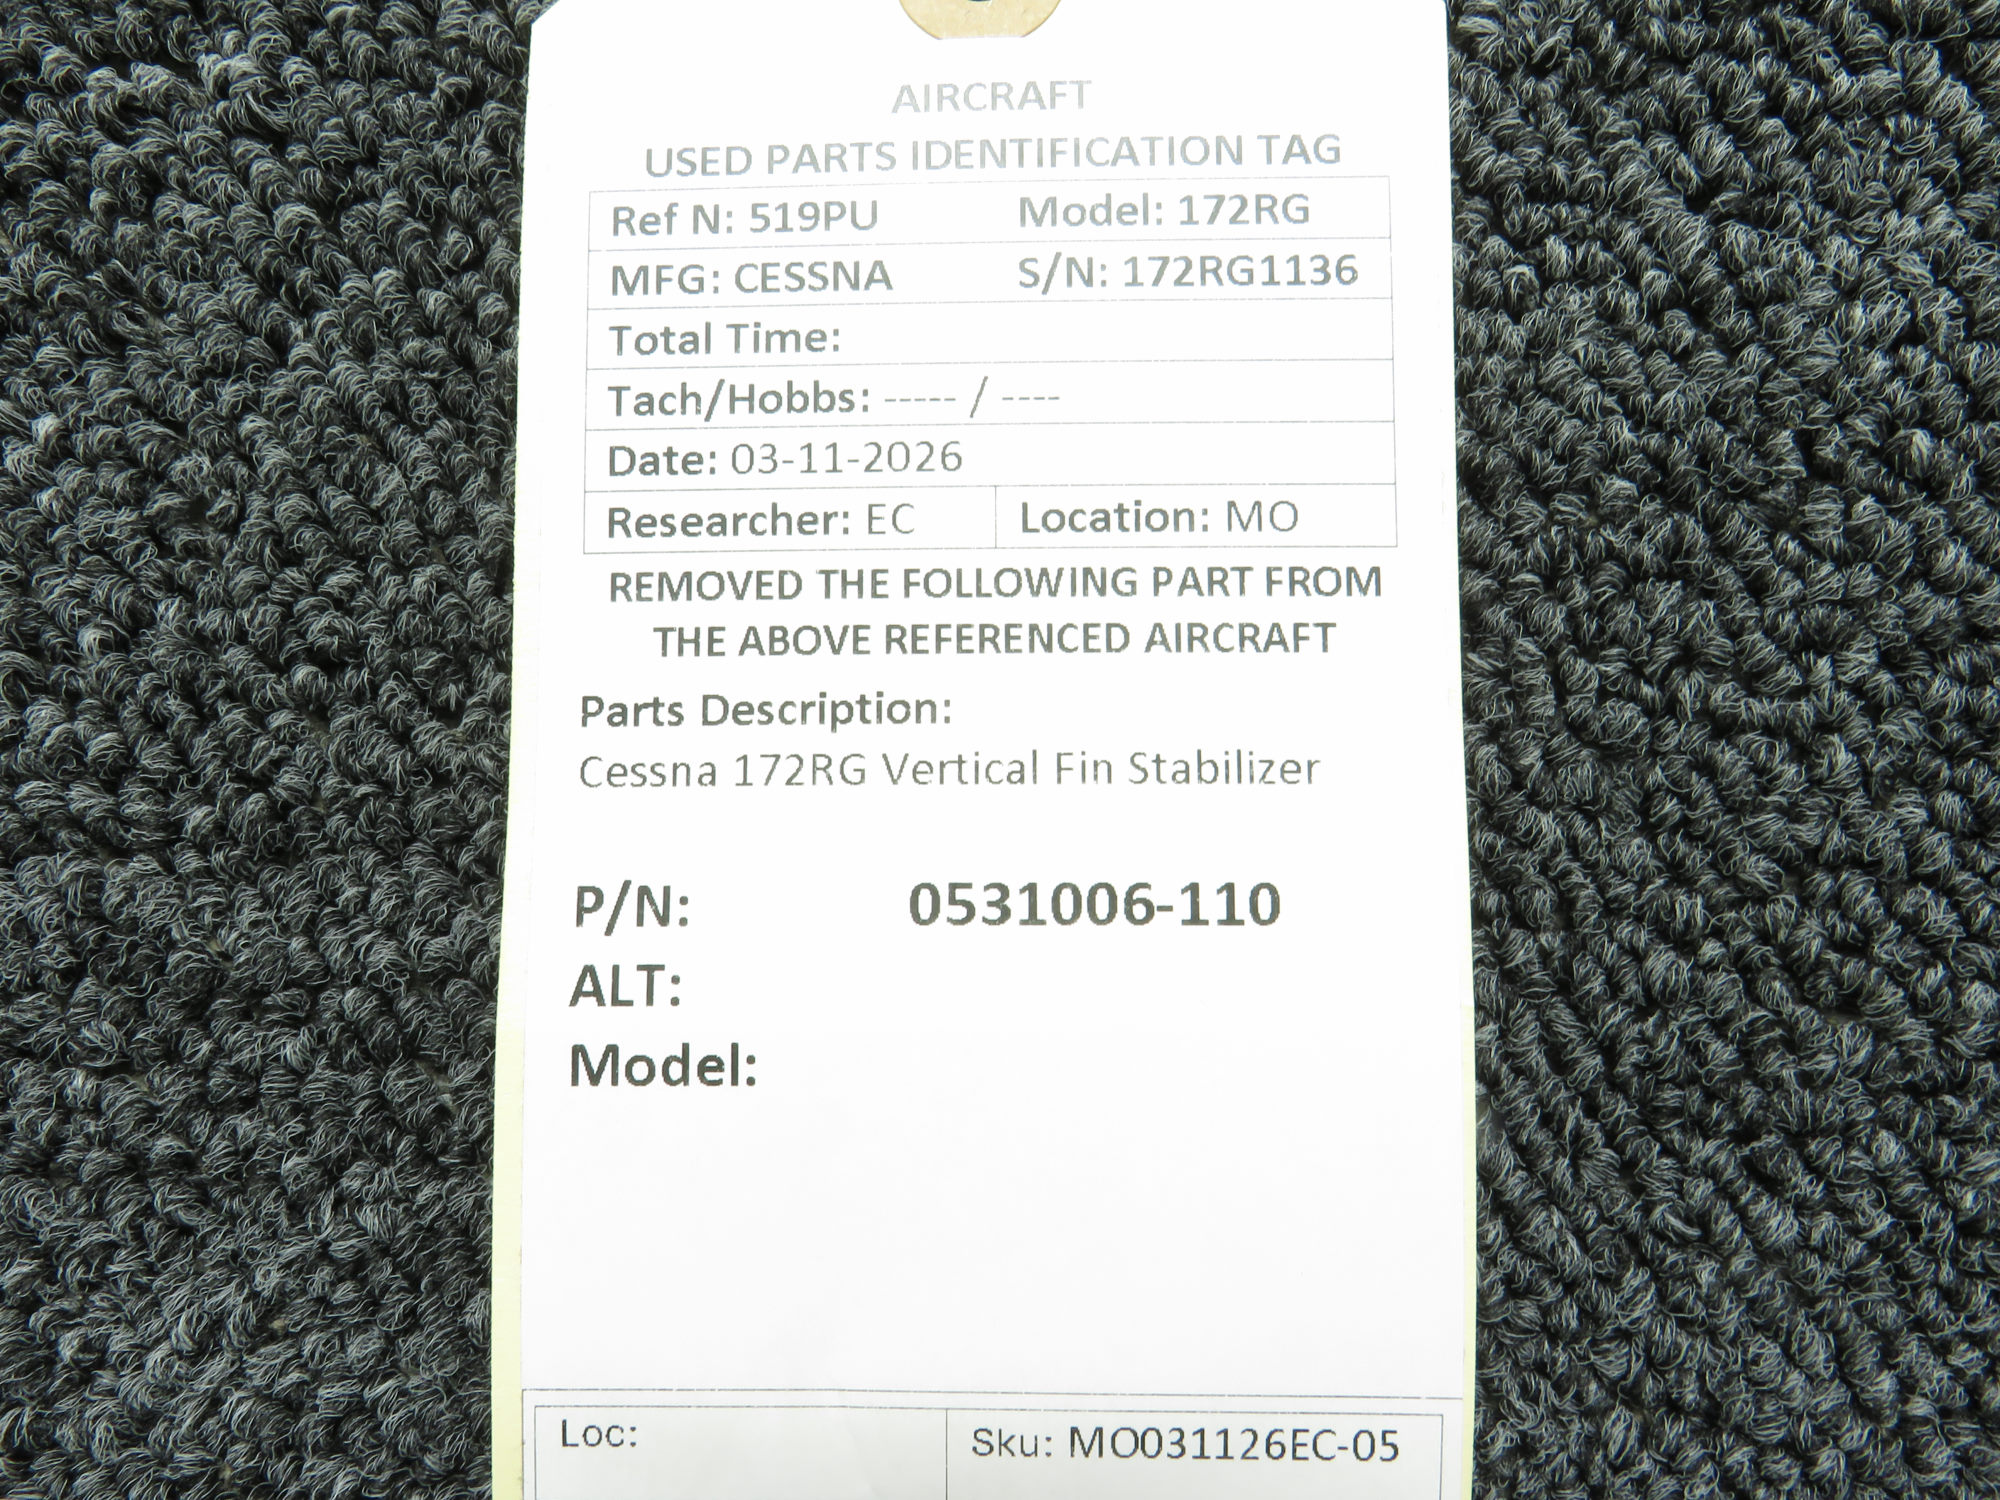 AIRCRAFT
USED PARTS IDENTIFICATION TAG
Ref N: 519PU Model: 172RG
MFG: CESSNA S/N: 172RG1136
Total Time:
Tach/Hobbs: ----- / ----
Date: 03-11-2026
Researcher: EC Location: MO
REMOVED THE FOLLOWING PART FROM
THE ABOVE REFERENCED AIRCRAFT
Parts Description:
Cessna 172RG Vertical Fin Stabilizer
P/N: 0531006-110
ALT:
Model:
Loc: Sku: MO031126EC-05